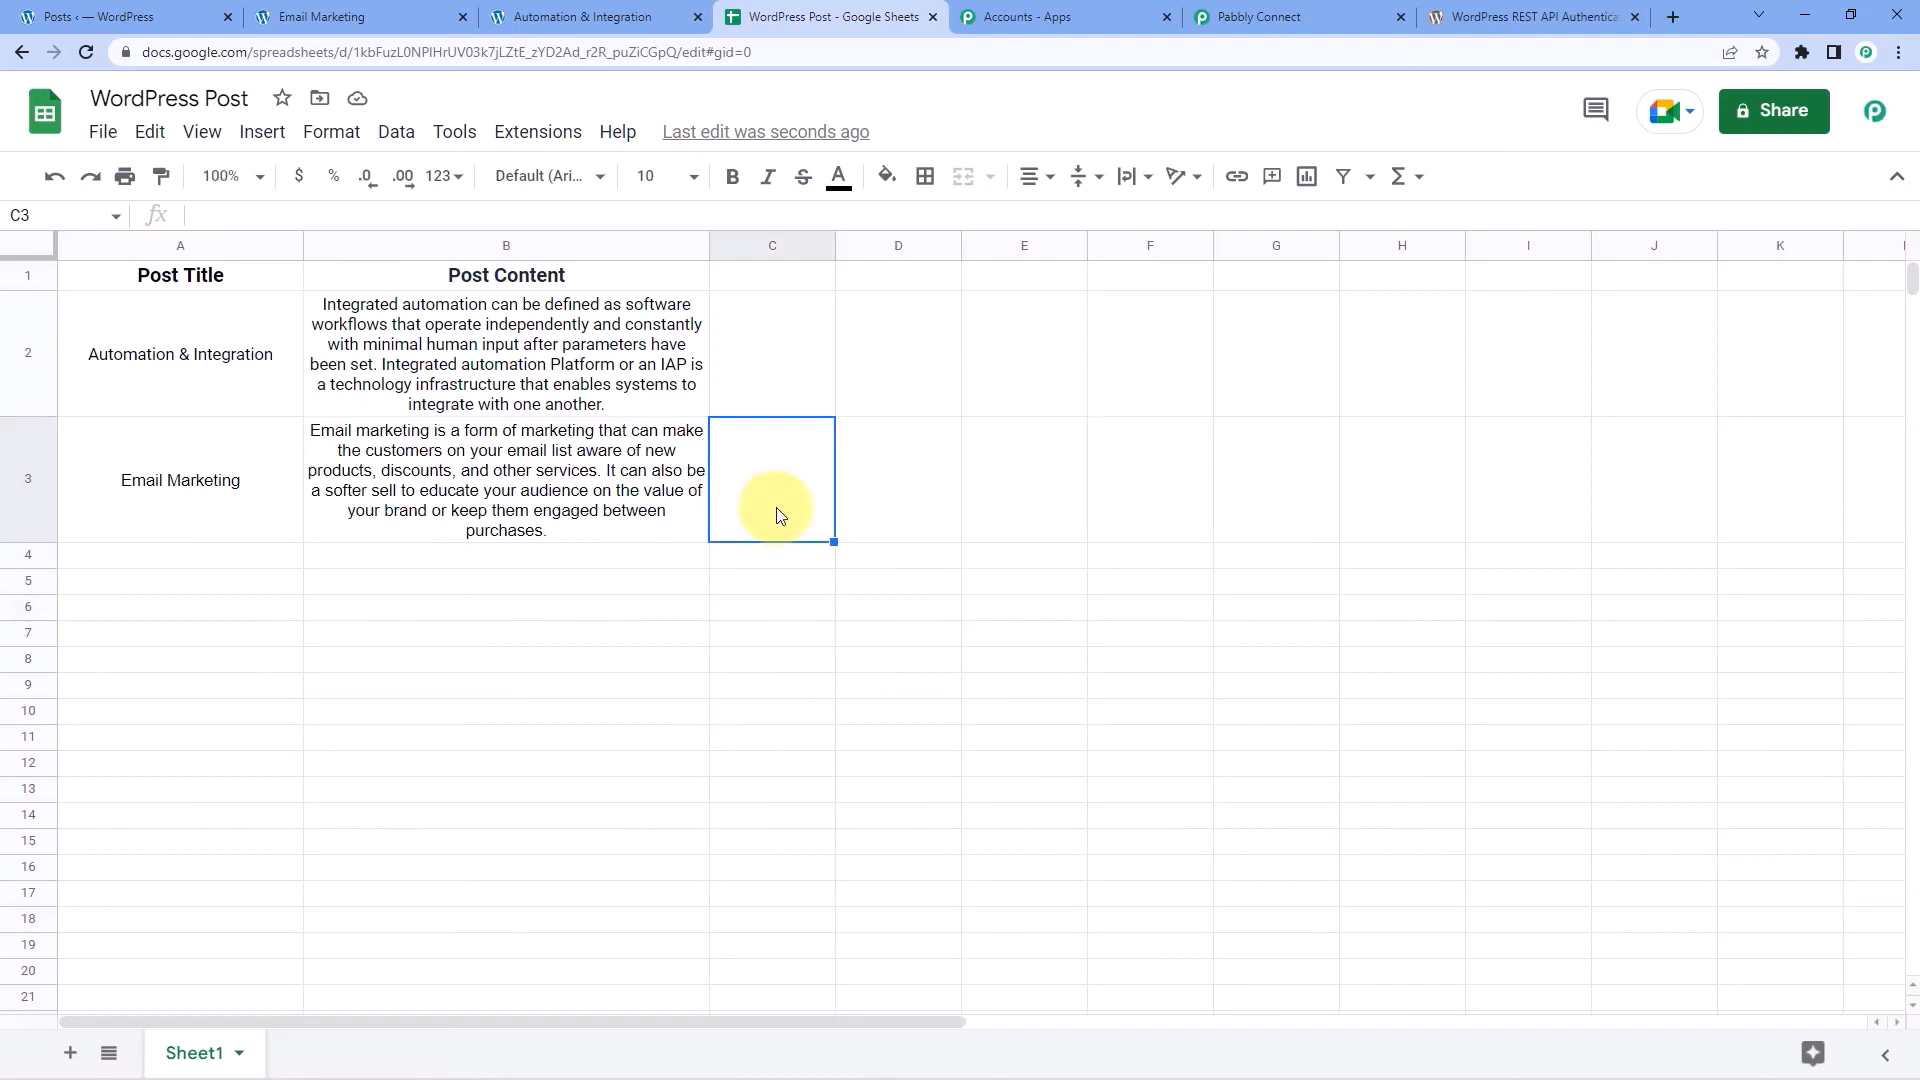 Posts ‹ — WordPress
Email Marketing
Automation & Integration
WordPress Post - Google Sheets
Accounts - Apps
Pabbly Connect
WordPress REST API Authentica
docs.google.com/spreadsheets/d/1kbFuzL0NPIHrUV03k7jLZtE_zYD2Ad_r2R_puZiCGpQ/edit#gid=0
WordPress Post
File Edit View Insert Format Data Tools Extensions Help Last edit was seconds ago
Share
100% $ % .0 .00 123 Default (Ari... 10 B I S A
C3 fx
A B C D E F G H I J K
1 Post Title Post Content
Integrated automation can be defined as software
workflows that operate independently and constantly
with minimal human input after parameters have
2 Automation & Integration
been set. Integrated automation Platform or an IAP is
a technology infrastructure that enables systems to
integrate with one another.
Email marketing is a form of marketing that can make
the customers on your email list aware of new
products, discounts, and other services. It can also be
3 Email Marketing
a softer sell to educate your audience on the value of
your brand or keep them engaged between
purchases.
4
5
6
7
8
9
10
11
12
13
14
15
16
17
18
19
20
21
Sheet1